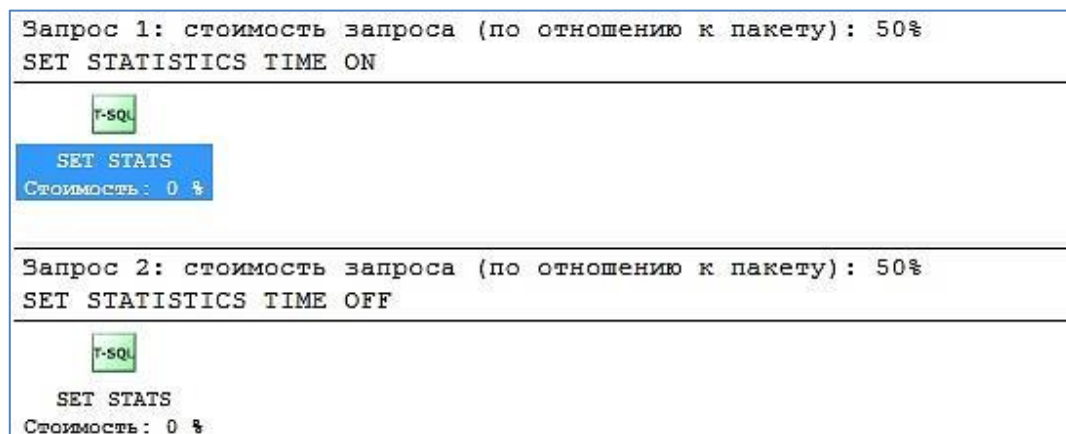 Запрос 1: стоимость запроса (по отношению к пакету): 50%
SET STATISTICS TIME ON
T-SQL
SET STATS
Стоимость: 0 %
Запрос 2: стоимость запроса (по отношению к пакету): 50%
SET STATISTICS TIME OFF
T-SQL
SET STATS
Стоимость: 0 %